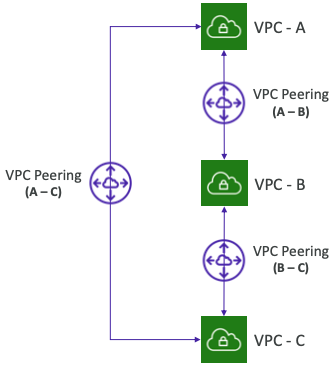 VPC - A
VPC Peering
(A – B)
VPC Peering
(A – C)
VPC - B
VPC Peering
(B – C)
VPC - C